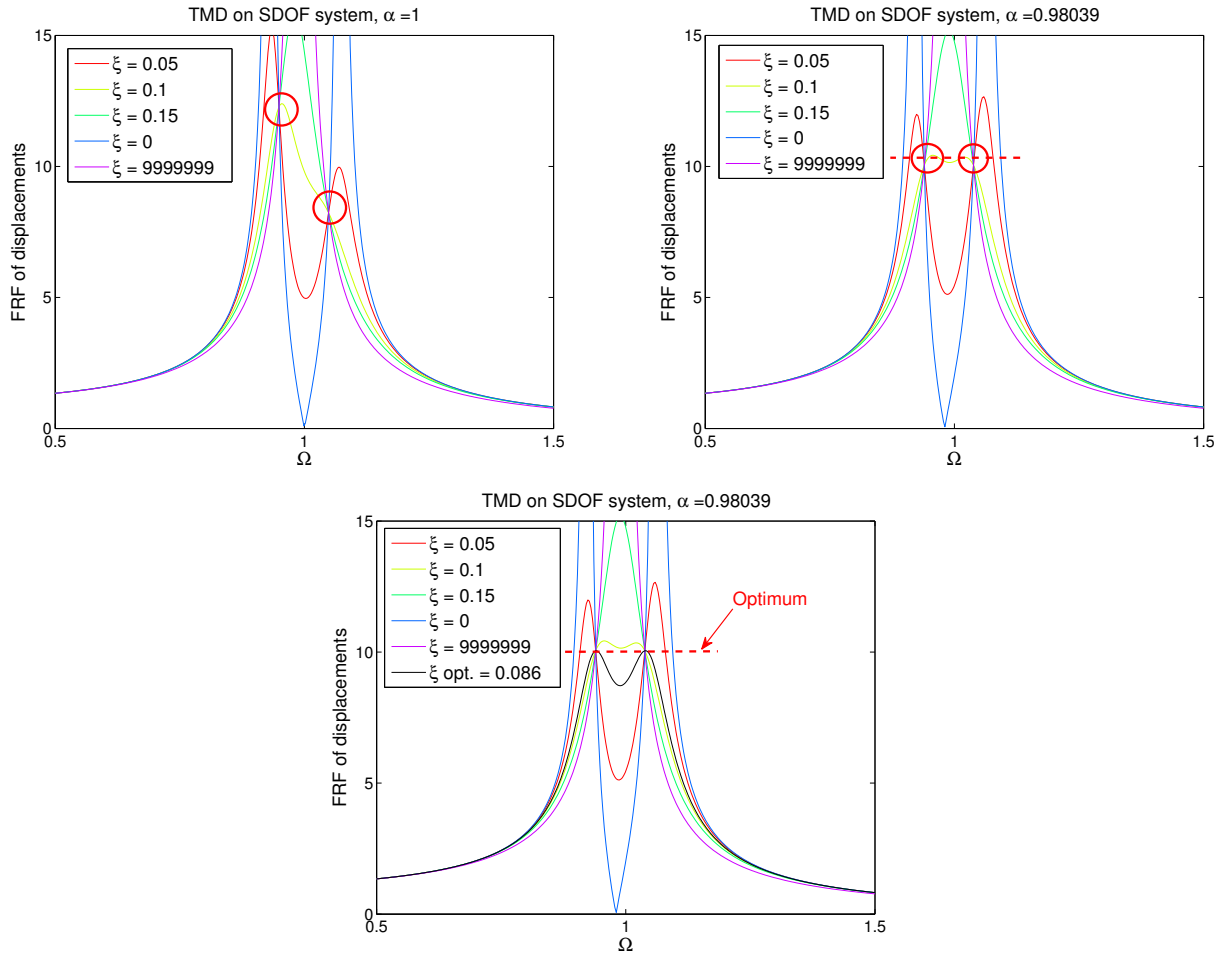 TMD on SDOF system, α =1
15
10
5
0
0.5
1
1.5
FRF of displacements
Ω
ξ = 0.05
ξ = 0.1
ξ = 0.15
ξ = 0
ξ = 9999999
TMD on SDOF system, α =0.98039
15
10
5
0
0.5
1
1.5
FRF of displacements
Ω
ξ = 0.05
ξ = 0.1
ξ = 0.15
ξ = 0
ξ = 9999999
TMD on SDOF system, α =0.98039
15
10
5
0
0.5
1
1.5
FRF of displacements
Ω
ξ = 0.05
ξ = 0.1
ξ = 0.15
ξ = 0
ξ = 9999999
ξ opt. = 0.086
Optimum